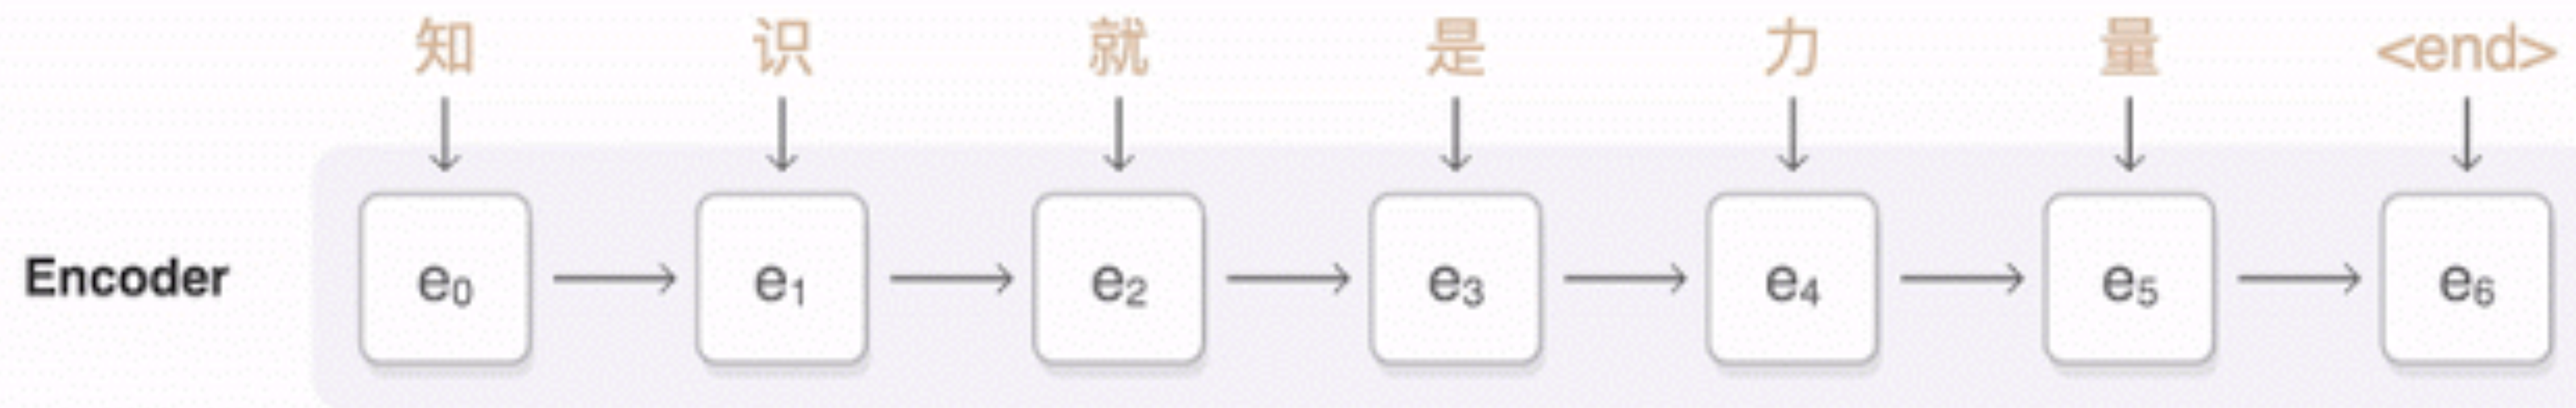 知 识 就 是 力 量 <end>
Encoder e₀ e₁ e₂ e₃ e₄ e₅ e₆